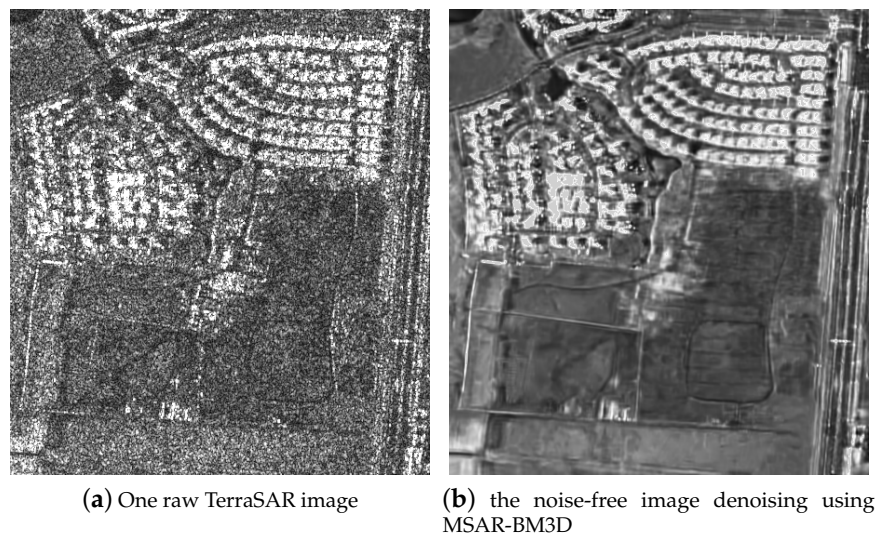 (a) One raw TerraSAR image
(b) the noise-free image denoising using
MSAR-BM3D